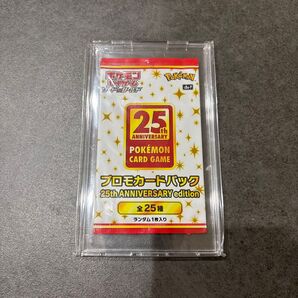 ポケモン
カードゲーム
Pokémon
25th
ANNIVERSARY
POKÉMON
CARD GAME
プロモカードパック
25th ANNIVERSARY edition
全25種
ランダム1枚入り